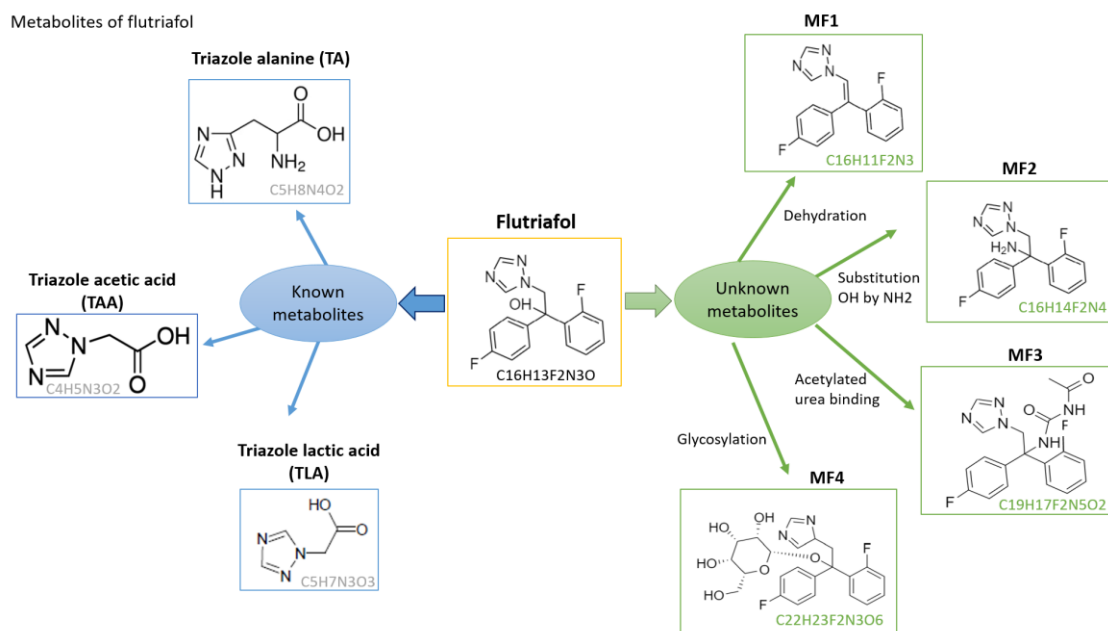 Metabolites of flutriafol
Triazole alanine (TA)
O
OH
N
N
N
H
NH2
C5H8N4O2
Triazole acetic acid
(TAA)
N
N
N
OH
O
C4H5N3O2
Known
metabolites
Triazole lactic acid
(TLA)
HO
O
N
N
N
C5H7N3O3
Flutriafol
N
N
N
OH
F
F
C16H13F2N3O
Unknown
metabolites
Dehydration
Substitution
OH by NH2
Acetylated
urea binding
Glycosylation
MF1
N
N
N
F
F
C16H11F2N3
MF2
N
N
N
H2N
F
F
C16H14F2N4
MF3
O
O
NH
N
N
N
NH
F
F
C19H17F2N5O2
MF4
OH
OH
HO
HO
O
O
N
N
F
F
C22H23F2N3O6